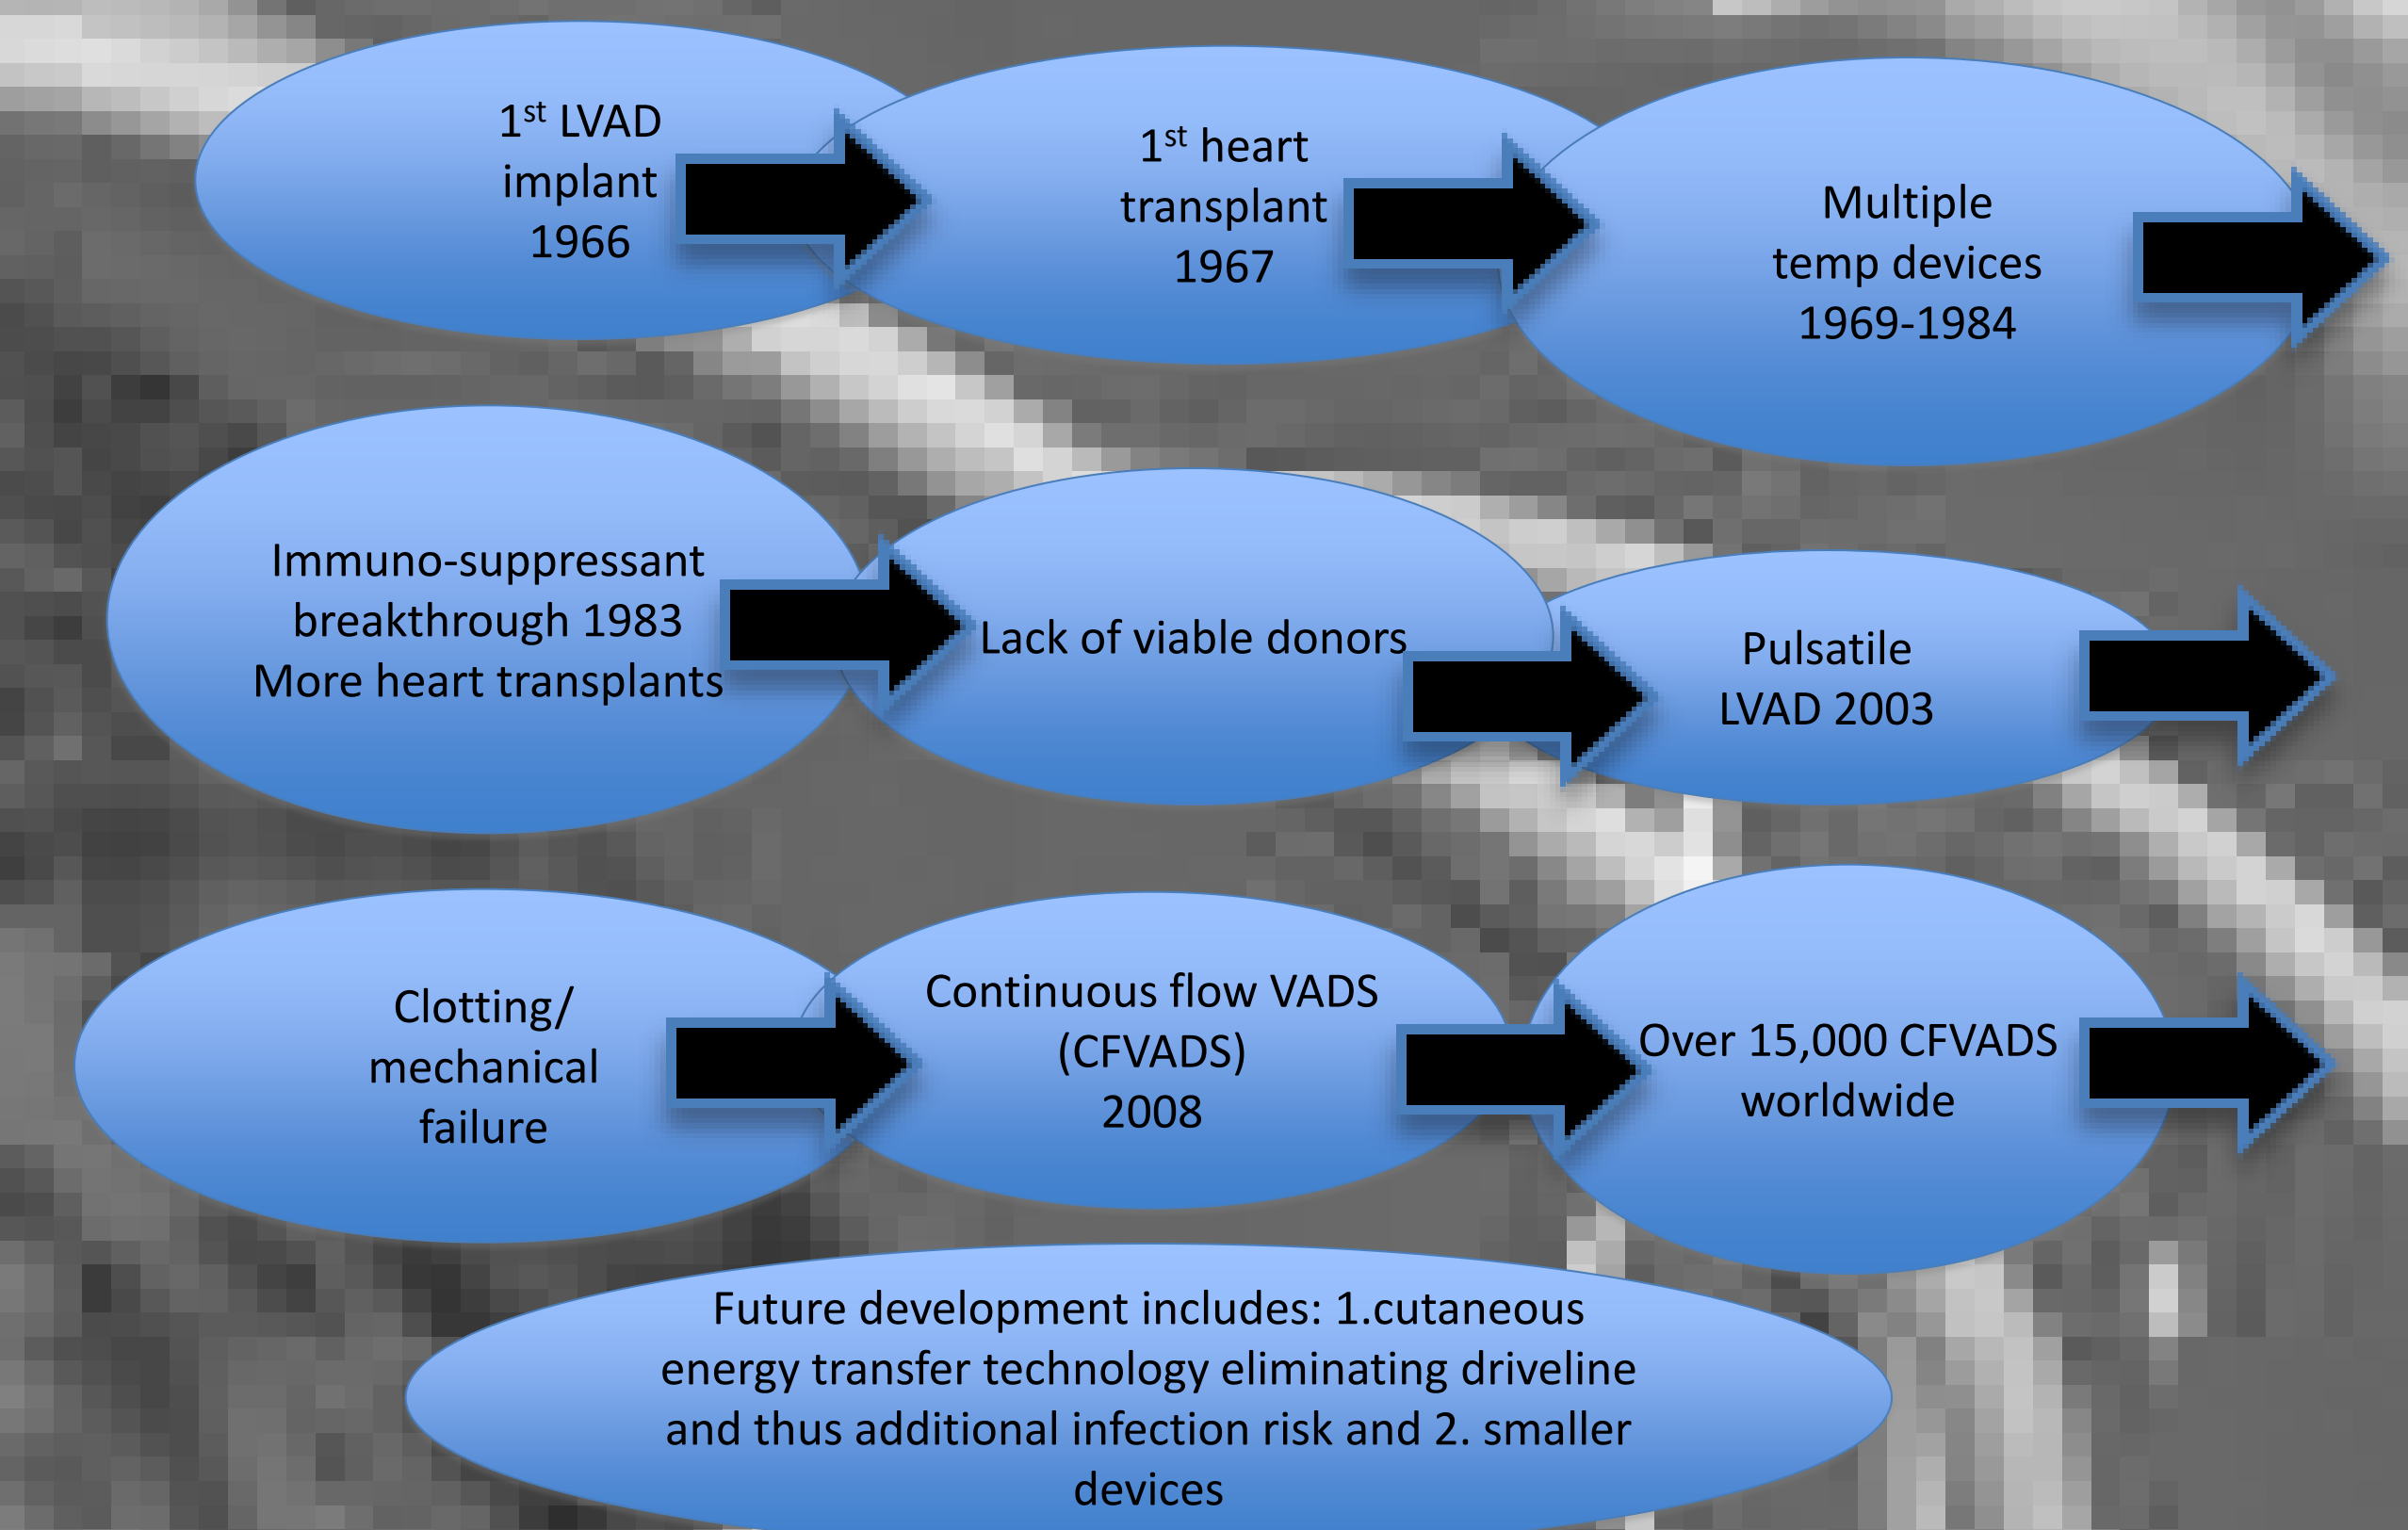 1st LVAD
implant
1966
1st heart
transplant
1967
Multiple
temp devices
1969-1984
Immuno-suppressant
breakthrough 1983
More heart transplants
Lack of viable donors
Pulsatile
LVAD 2003
Clotting/
mechanical
failure
Continuous flow VADS
(CFVADS)
2008
Over 15,000 CFVADS
worldwide
Future development includes: 1.cutaneous
energy transfer technology eliminating driveline
and thus additional infection risk and 2. smaller
devices